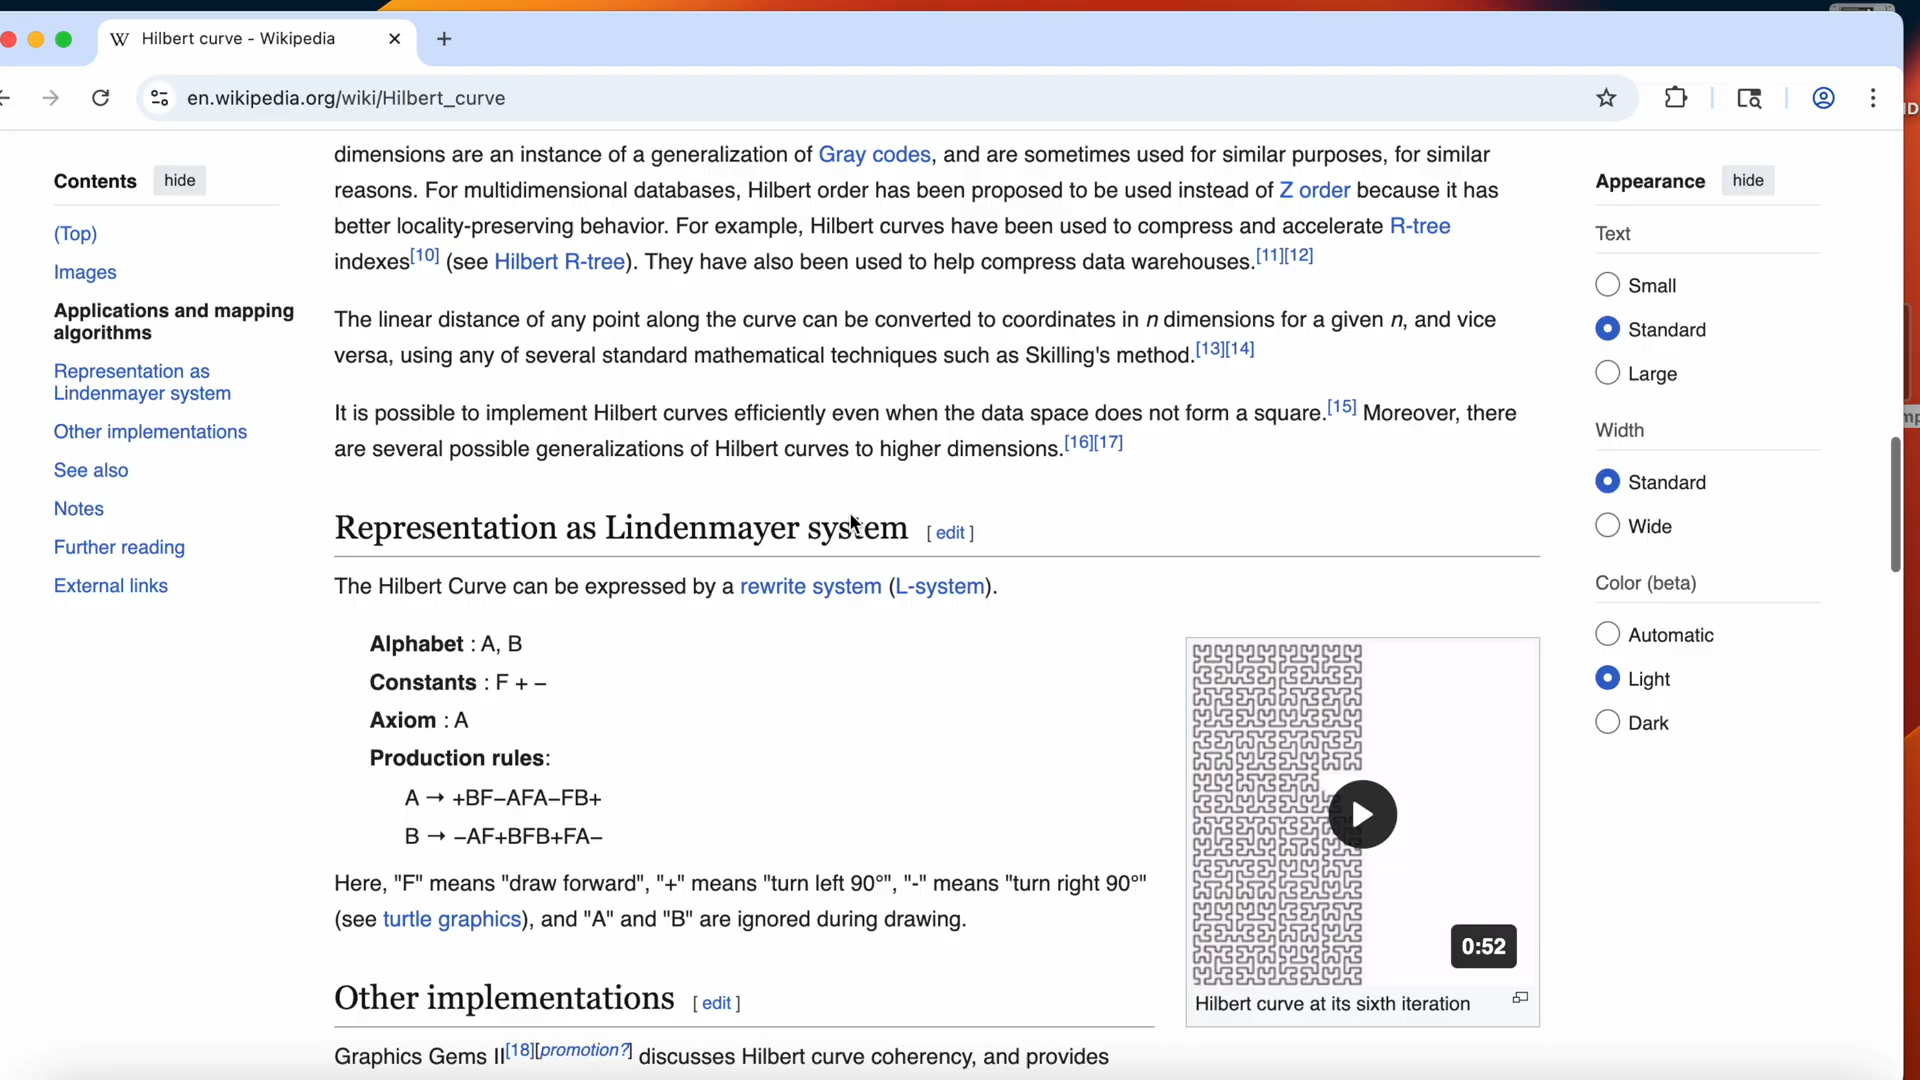 Hilbert curve - Wikipedia
en.wikipedia.org/wiki/Hilbert_curve
Contents hide
(Top)
Images
Applications and mapping
algorithms
Representation as
Lindenmayer system
Other implementations
See also
Notes
Further reading
External links
dimensions are an instance of a generalization of Gray codes, and are sometimes used for similar purposes, for similar
reasons. For multidimensional databases, Hilbert order has been proposed to be used instead of Z order because it has
better locality-preserving behavior. For example, Hilbert curves have been used to compress and accelerate R-tree
indexes[10] (see Hilbert R-tree). They have also been used to help compress data warehouses.[11][12]
The linear distance of any point along the curve can be converted to coordinates in n dimensions for a given n, and vice
versa, using any of several standard mathematical techniques such as Skilling's method.[13][14]
It is possible to implement Hilbert curves efficiently even when the data space does not form a square.[15] Moreover, there
are several possible generalizations of Hilbert curves to higher dimensions.[16][17]
Representation as Lindenmayer system [ edit ]
The Hilbert Curve can be expressed by a rewrite system (L-system).
Alphabet : A, B
Constants : F + −
Axiom : A
Production rules:
A → +BF−AFA−FB+
B → −AF+BFB+FA−
Here, "F" means "draw forward", "+" means "turn left 90°", "-" means "turn right 90°"
(see turtle graphics), and "A" and "B" are ignored during drawing.
0:52
Hilbert curve at its sixth iteration
Other implementations [ edit ]
Graphics Gems II[18][promotion?] discusses Hilbert curve coherency, and provides
Appearance hide
Text
Small
Standard
Large
Width
Standard
Wide
Color (beta)
Automatic
Light
Dark